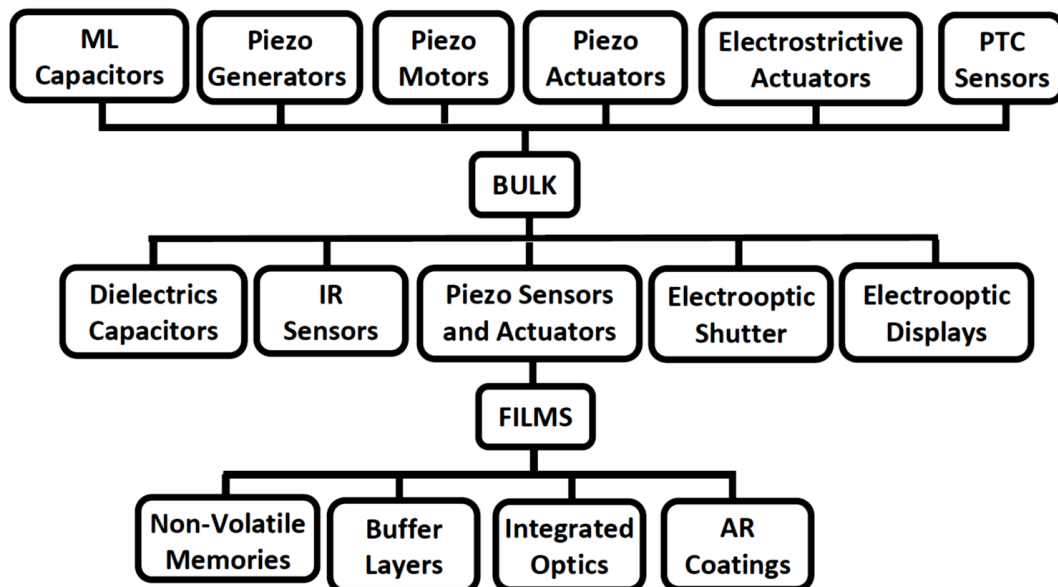 ML
Capacitors
Piezo
Generators
Piezo
Motors
Piezo
Actuators
Electrostrictive
Actuators
PTC
Sensors
BULK
Dielectrics
Capacitors
IR
Sensors
Piezo Sensors
and Actuators
Electrooptic
Shutter
Electrooptic
Displays
FILMS
Non-Volatile
Memories
Buffer
Layers
Integrated
Optics
AR
Coatings